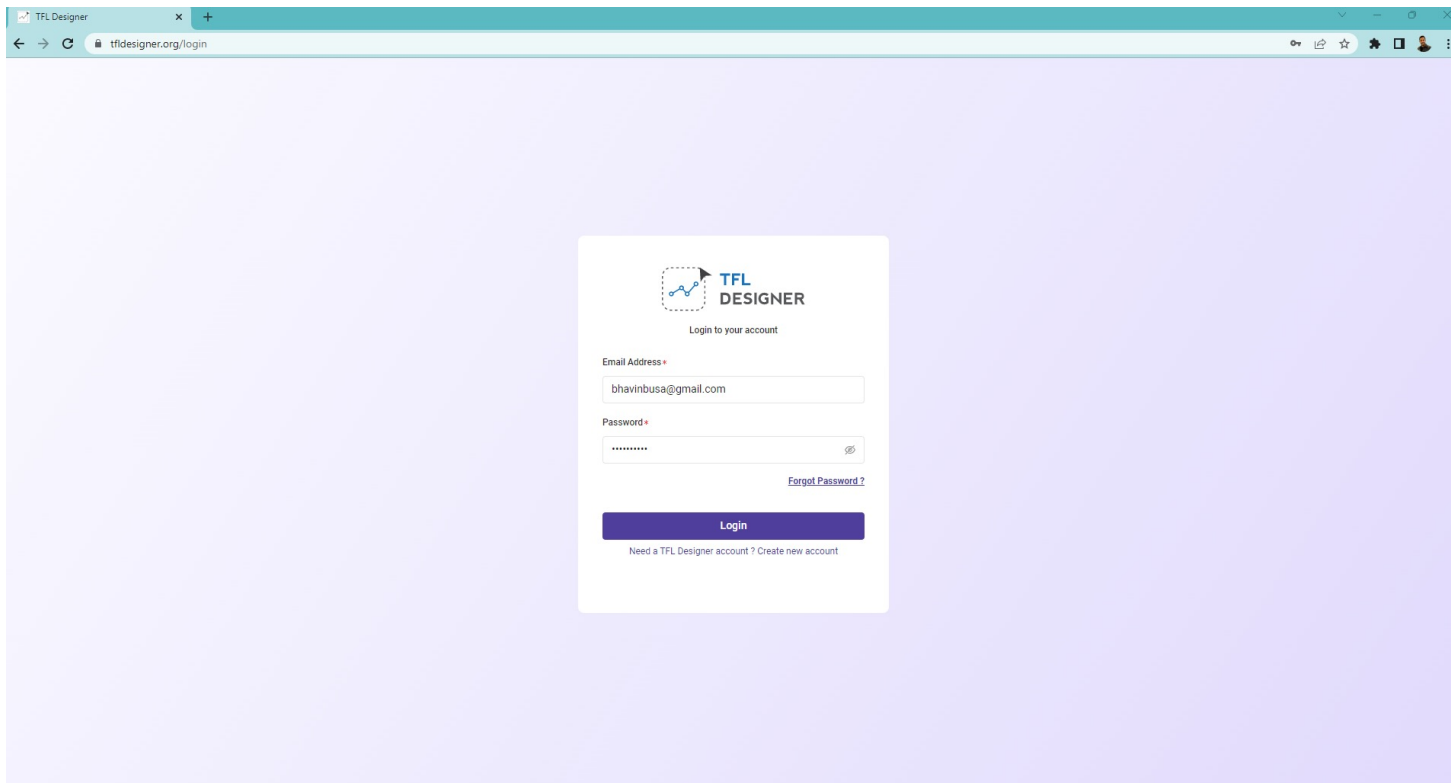 TFL Designer
tfldesigner.org/login
TFL
DESIGNER
Login to your account
Email Address*
bhavinbusa@gmail.com
Password*
••••••••••
Forgot Password ?
Login
Need a TFL Designer account ? Create new account